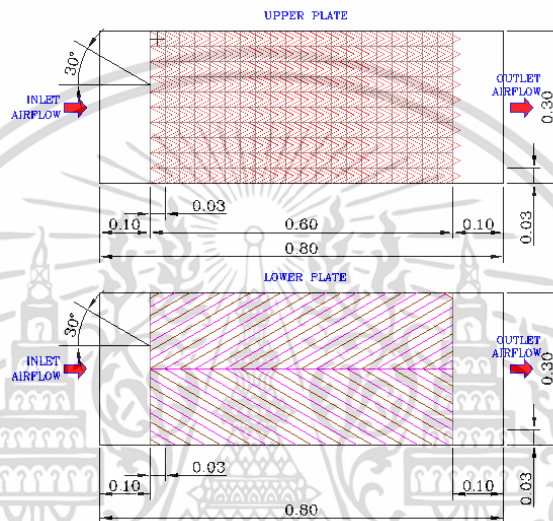 UPPER PLATE
30°
INLET
AIRFLOW
OUTLET
AIRFLOW
0.30
0.03
0.03
0.10
0.60
0.10
0.80
LOWER PLATE
30°
INLET
AIRFLOW
OUTLET
AIRFLOW
0.30
0.03
0.03
0.10
0.10
0.80